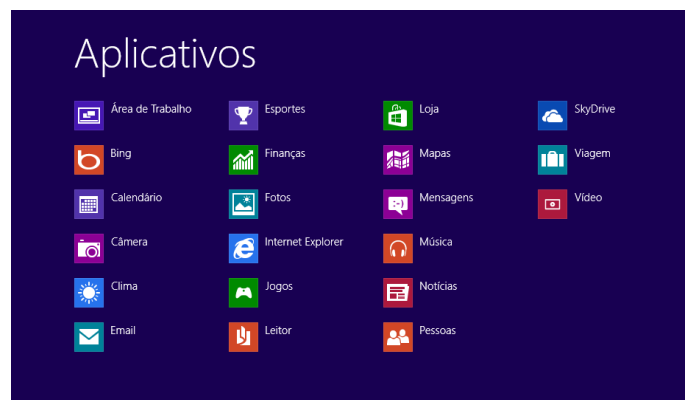 Aplicativos
Área de Trabalho
Bing
Calendário
Câmera
Clima
Email
Esportes
Finanças
Fotos
Internet Explorer
Jogos
Leitor
Loja
Mapas
Mensagens
Música
Notícias
Pessoas
SkyDrive
Viagem
Vídeo